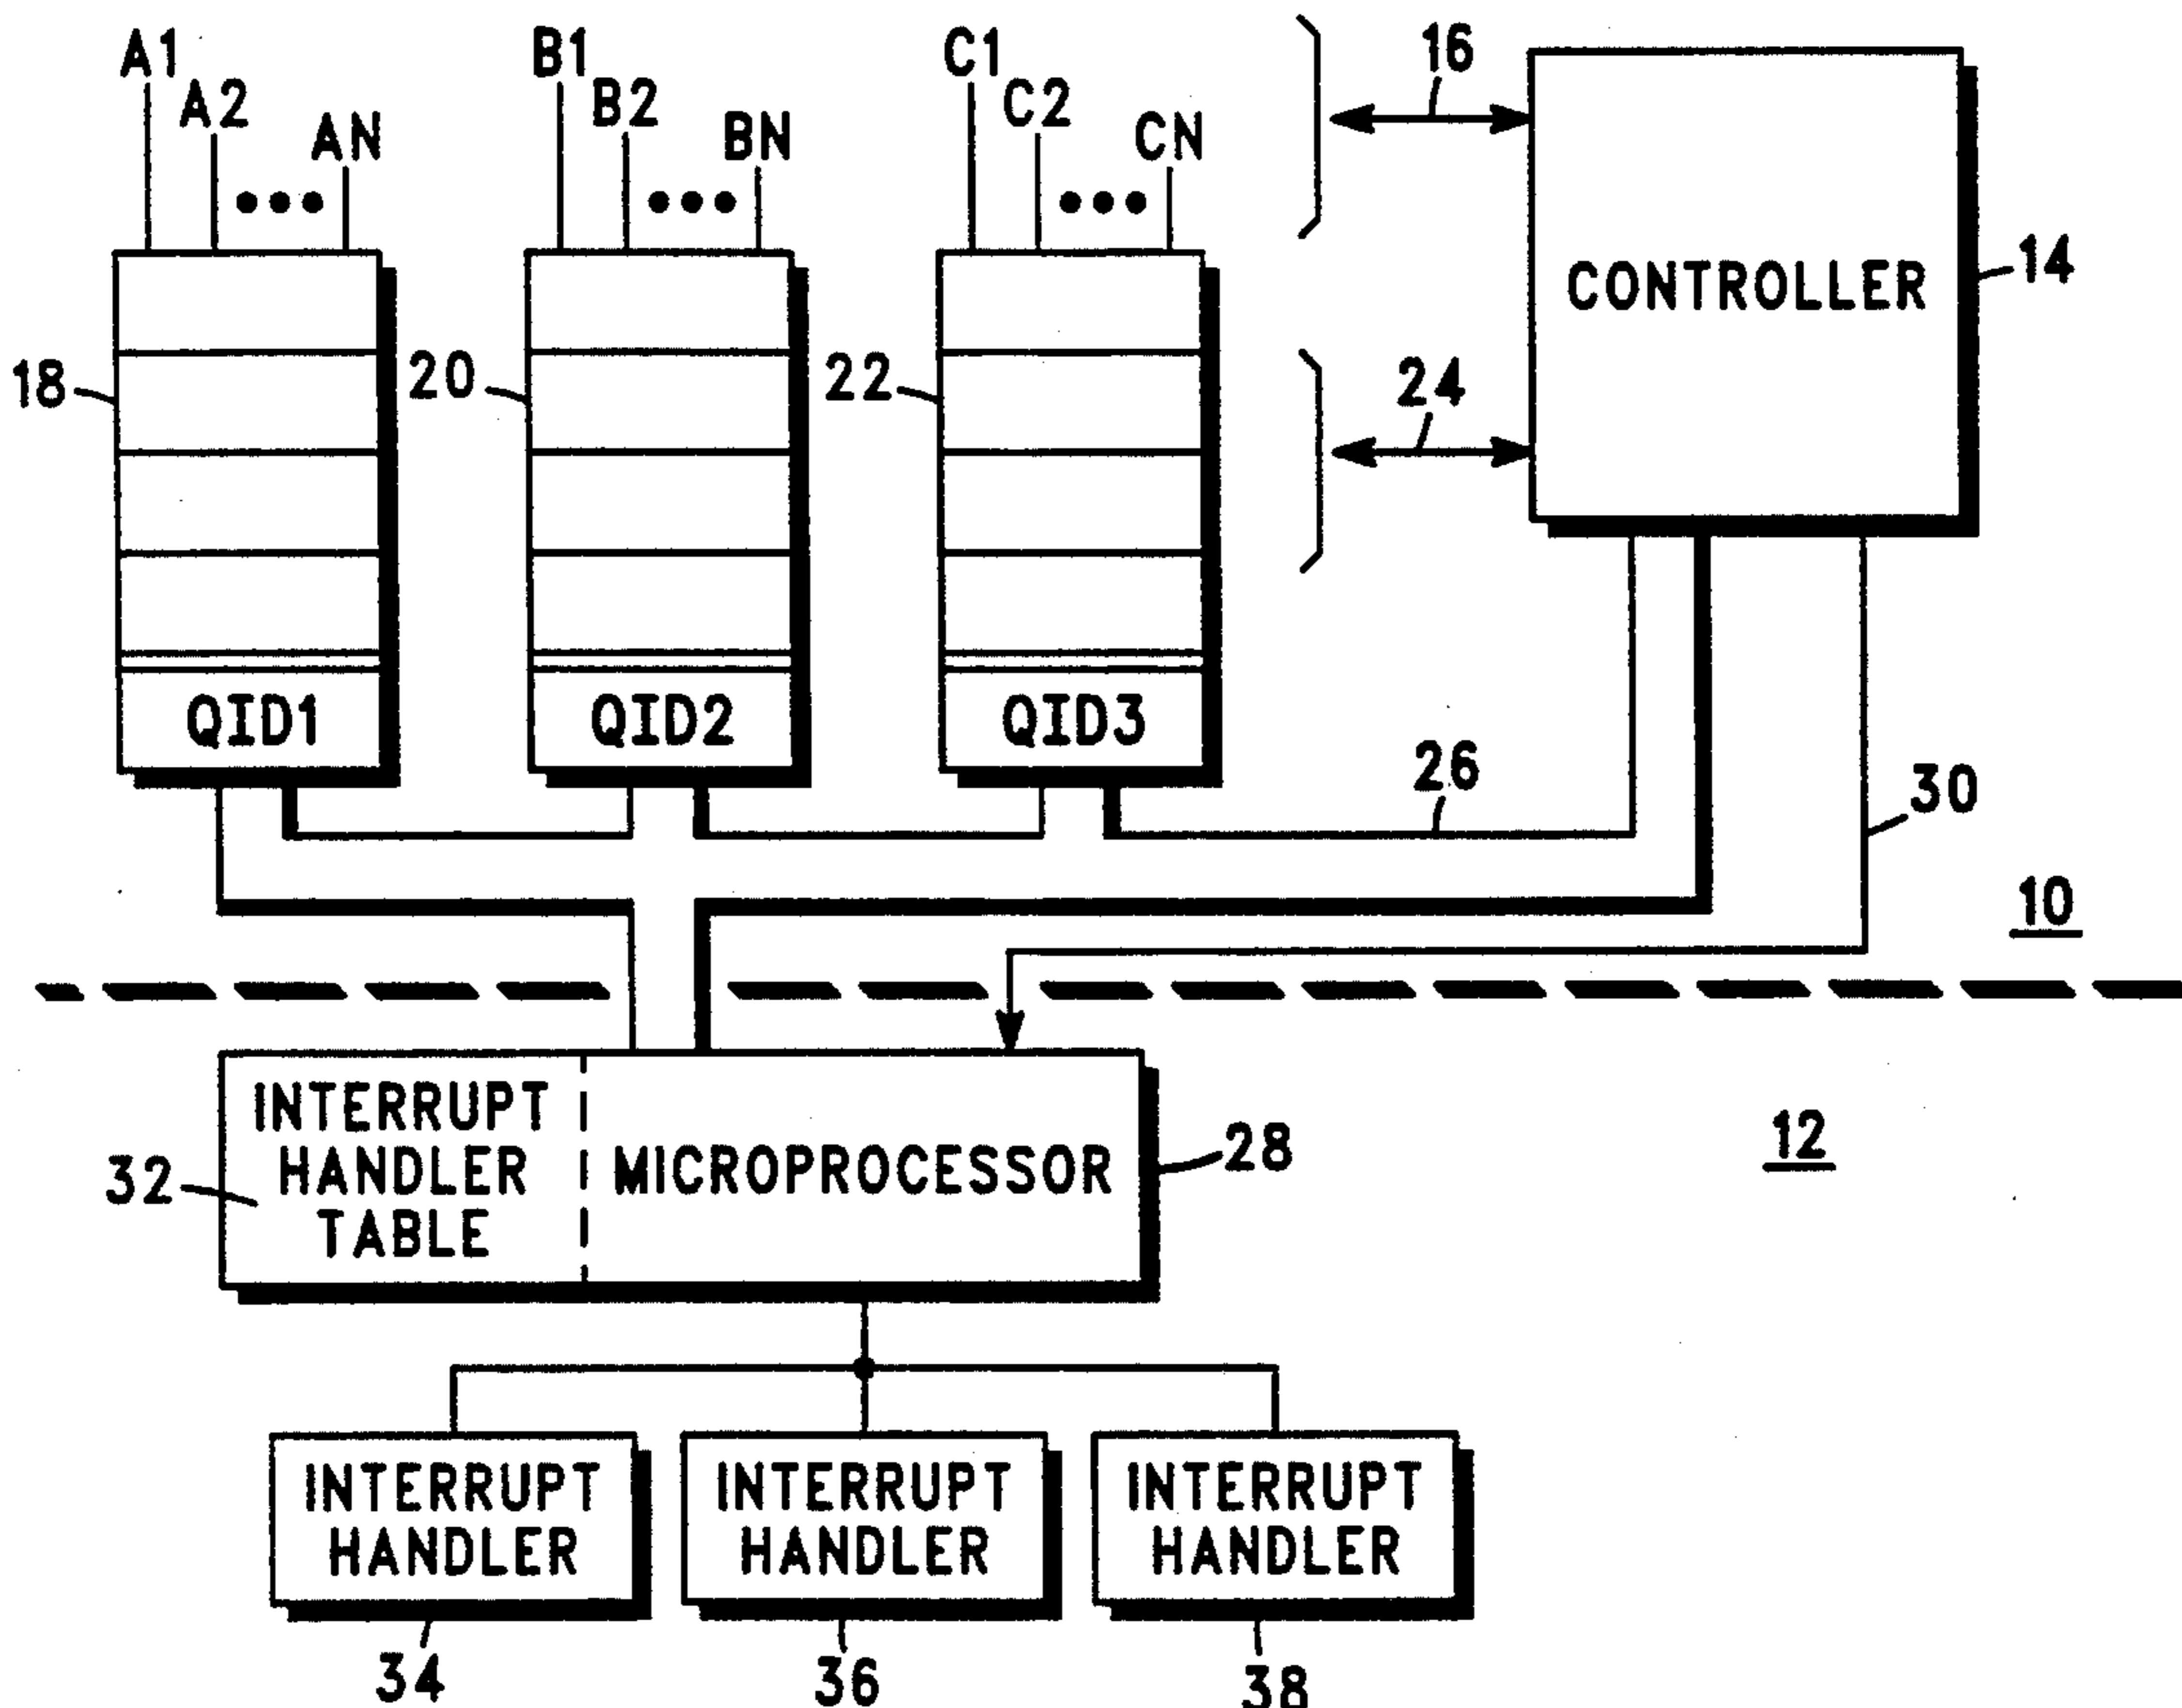 A1
A2
AN
B1
B2
BN
C1
C2
CN
16
CONTROLLER
14
18
20
22
24
QID1
QID2
QID3
26
30
10
INTERRUPT
HANDLER
TABLE
MICROPROCESSOR
32
28
12
INTERRUPT
HANDLER
INTERRUPT
HANDLER
INTERRUPT
HANDLER
34
36
38